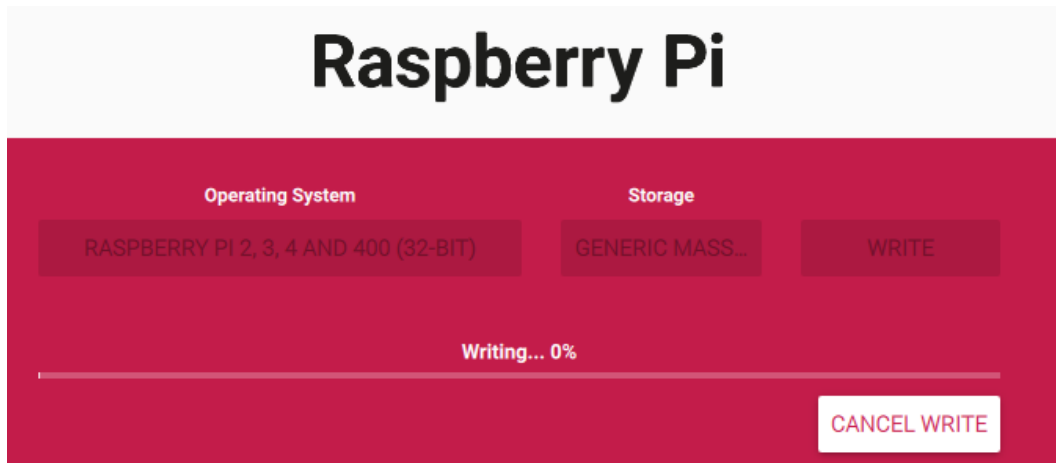 Raspberry Pi
Operating System Storage
RASPBERRY PI 2, 3, 4 AND 400 (32-BIT) GENERIC MASS... WRITE
Writing... 0%
CANCEL WRITE